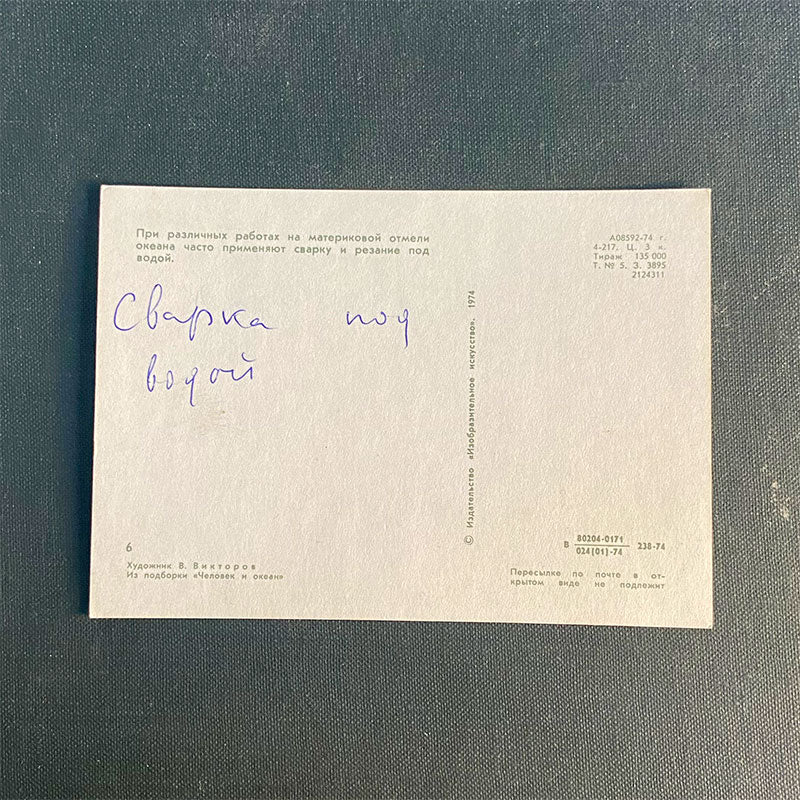 При различных работах на материковой отмели
океана часто применяют сварку и резание под
водой.
Сварка под
водой
6
Художник В. Викторов
Из подборки «Человек и океан»
© Издательство «Изобразительное искусство». 1974
А08592-74 г.
4-217. Ц. 3 к.
Тираж 135 000
Т. № 5. З. 3895
2124311
В 80204-0171 238-74
024(01)-74
Пересылке по почте в от-
крытом виде не подлежит